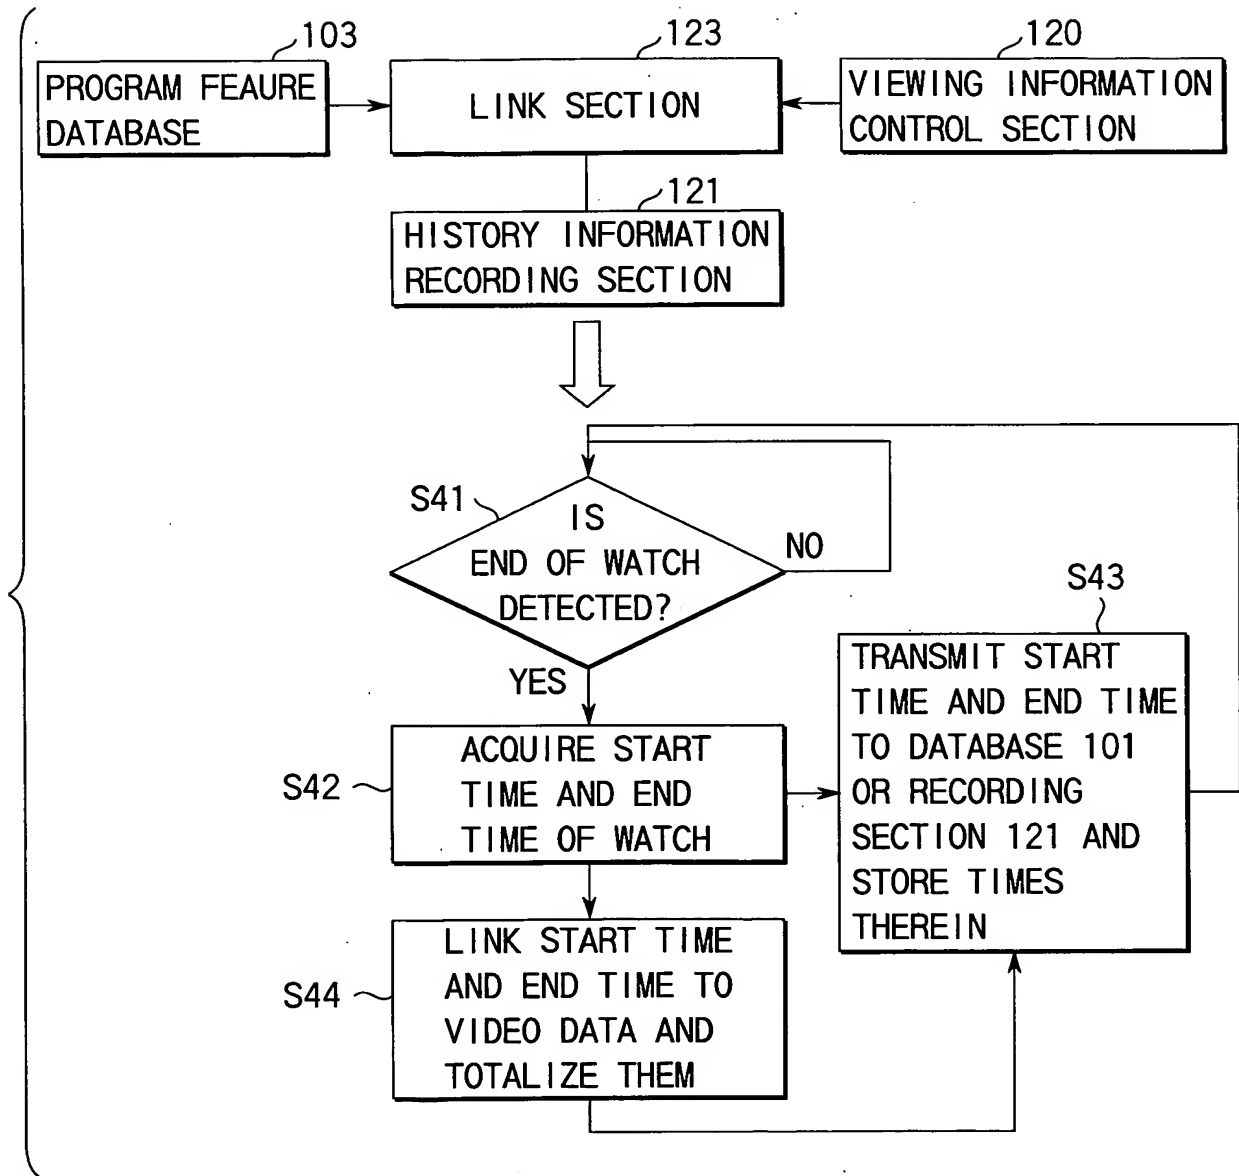 103
PROGRAM FEAURE
DATABASE
123
LINK SECTION
120
VIEWING INFORMATION
CONTROL SECTION
121
HISTORY INFORMATION
RECORDING SECTION
S41
IS
END OF WATCH
DETECTED?
NO
YES
S42
ACQUIRE START
TIME AND END
TIME OF WATCH
S43
TRANSMIT START
TIME AND END TIME
TO DATABASE 101
OR RECORDING
SECTION 121 AND
STORE TIMES
THEREIN
S44
LINK START TIME
AND END TIME TO
VIDEO DATA AND
TOTALIZE THEM